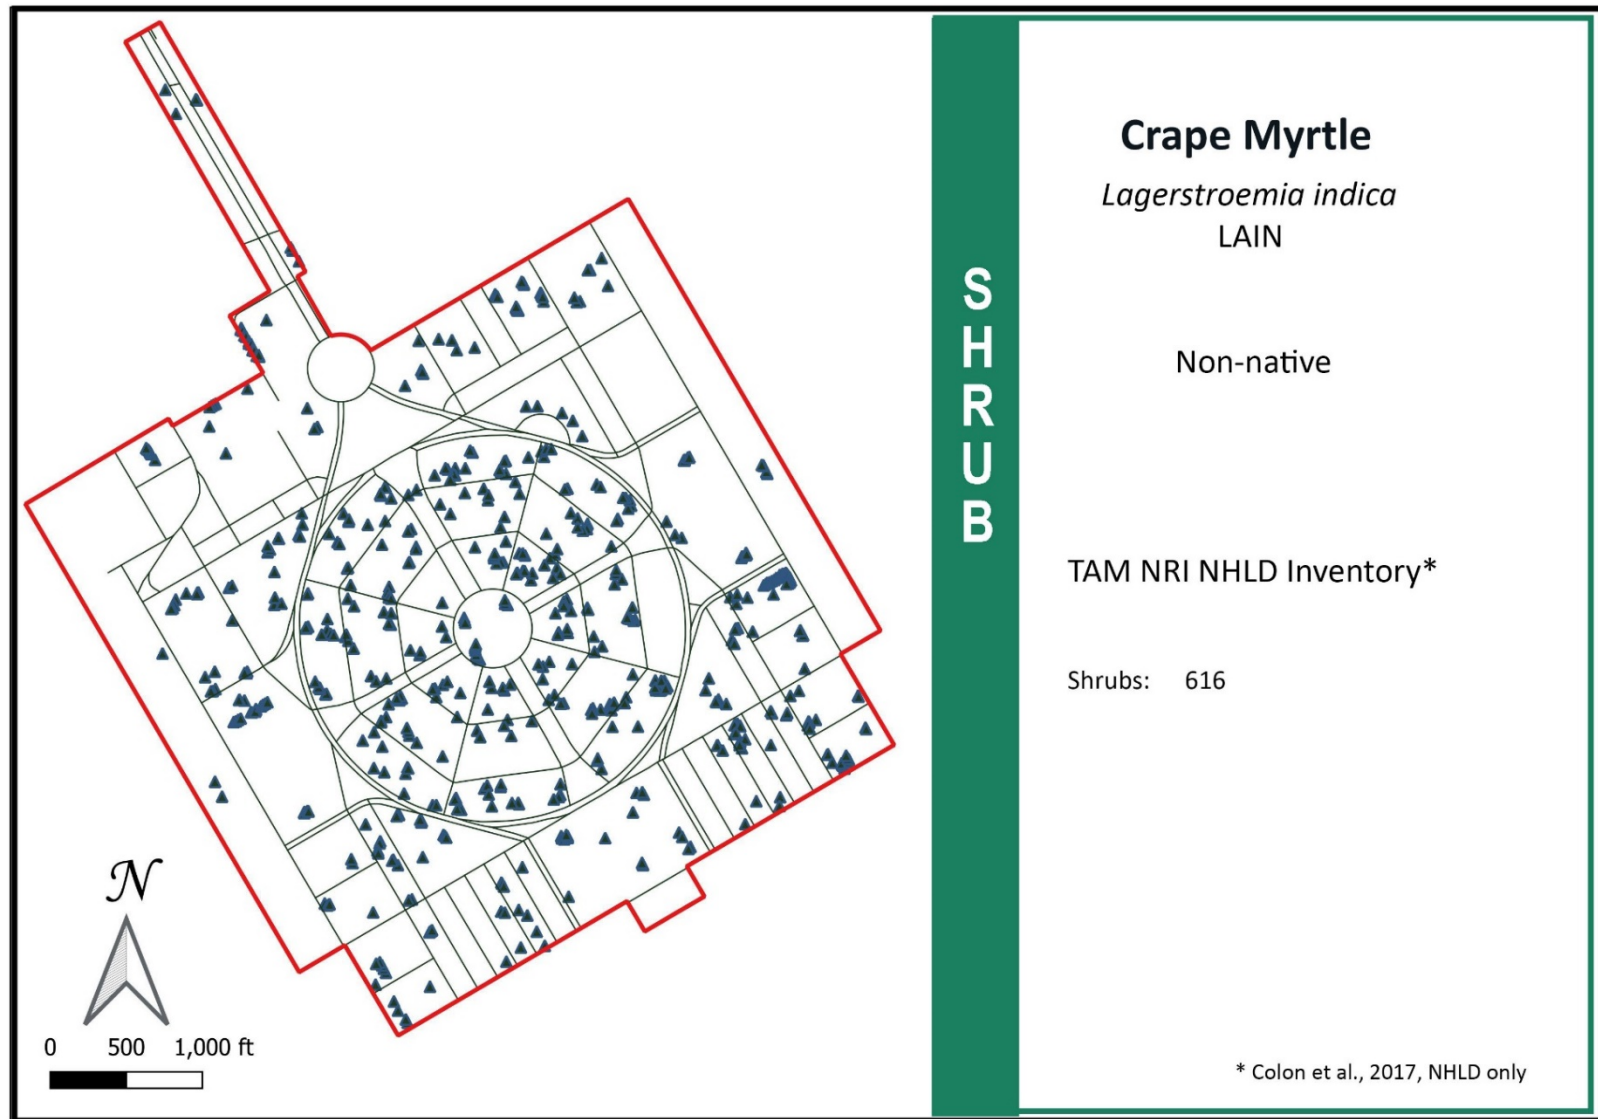 N
0 500 1,000 ft
S
H
R
U
B
Crape Myrtle
Lagerstroemia indica
LAIN
Non-native
TAM NRI NHLD Inventory*
Shrubs: 616
* Colon et al., 2017, NHLD only